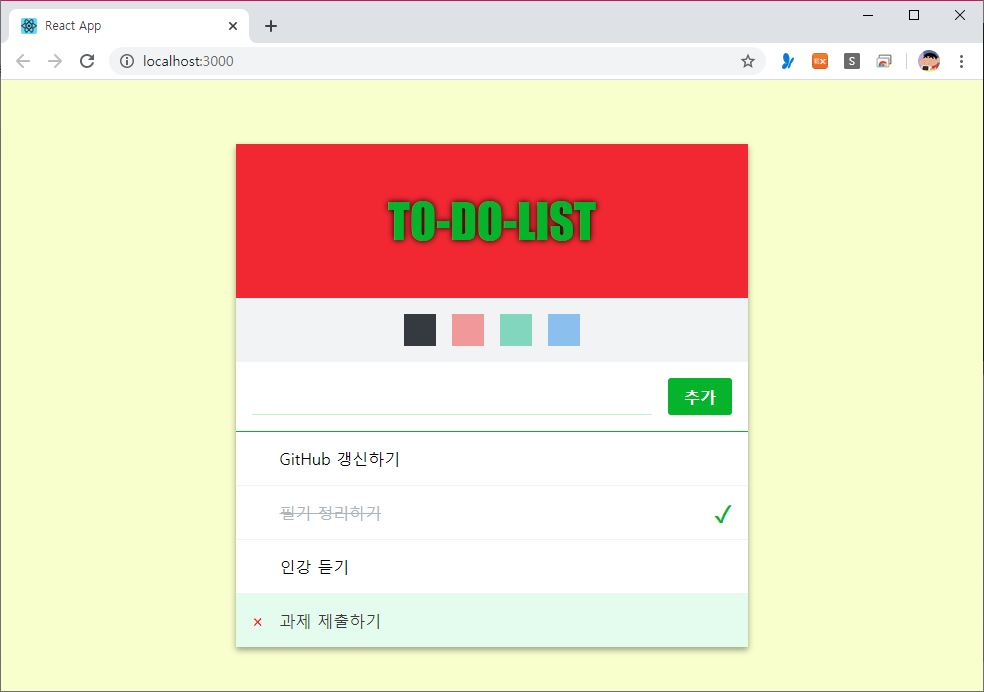 React App
localhost:3000
EX
S
TO-DO-LIST
추가
GitHub 갱신하기
필기 정리하기
인강 듣기
과제 제출하기